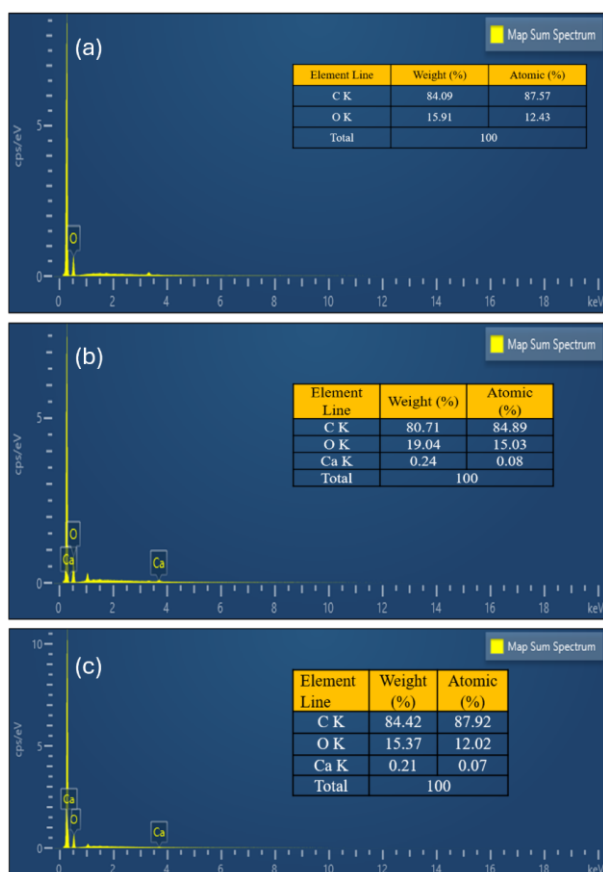 (a)
Map Sum Spectrum
Element Line Weight (%) Atomic (%)
C K 84.09 87.57
O K 15.91 12.43
Total 100
cps/eV
5
0
O
0 2 4 6 8 10 12 14 16 18 keV
(b)
Map Sum Spectrum
Element Line Weight (%) Atomic (%)
C K 80.71 84.89
O K 19.04 15.03
Ca K 0.24 0.08
Total 100
cps/eV
5
0
O
Ca
Ca
0 2 4 6 8 10 12 14 16 18 keV
(c)
Map Sum Spectrum
Element Line Weight (%) Atomic (%)
C K 84.42 87.92
O K 15.37 12.02
Ca K 0.21 0.07
Total 100
cps/eV
10
5
0
Ca
O
Ca
0 2 4 6 8 10 12 14 16 18 keV